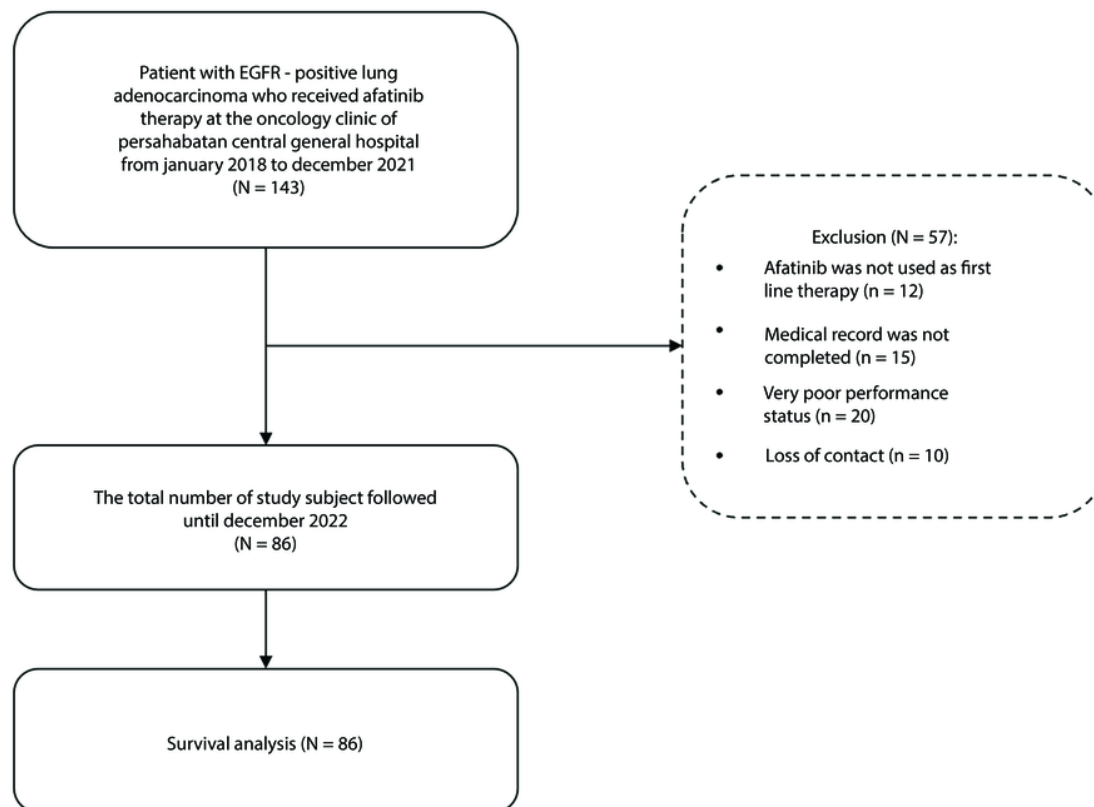 Patient with EGFR - positive lung
adenocarcinoma who received afatinib
therapy at the oncology clinic of
persahabatan central general hospital
from january 2018 to december 2021
(N = 143)
Exclusion (N = 57):
• Afatinib was not used as first
line therapy (n = 12)
• Medical record was not
completed (n = 15)
• Very poor performance
status (n = 20)
• Loss of contact (n = 10)
The total number of study subject followed
until december 2022
(N = 86)
Survival analysis (N = 86)